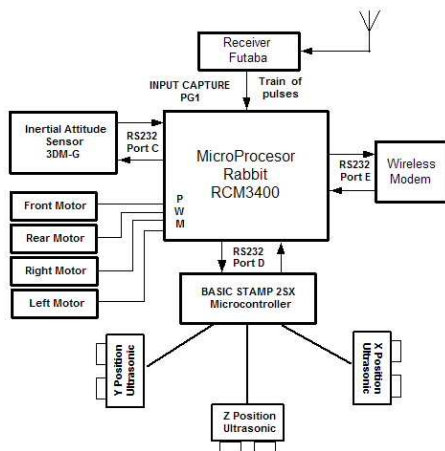 Receiver
Futaba
INPUT CAPTURE
PG1
Train of
pulses
Inertial Attitude
Sensor
3DM-G
RS232
Port C
MicroProcesor
Rabbit
RCM3400
RS232
Port E
Wireless
Modem
Front Motor
Rear Motor
Right Motor
Left Motor
P
W
M
RS232
Port D
BASIC STAMP 2SX
Microcontroller
Y Position
Ultrasonic
Z Position
Ultrasonic
X Position
Ultrasonic